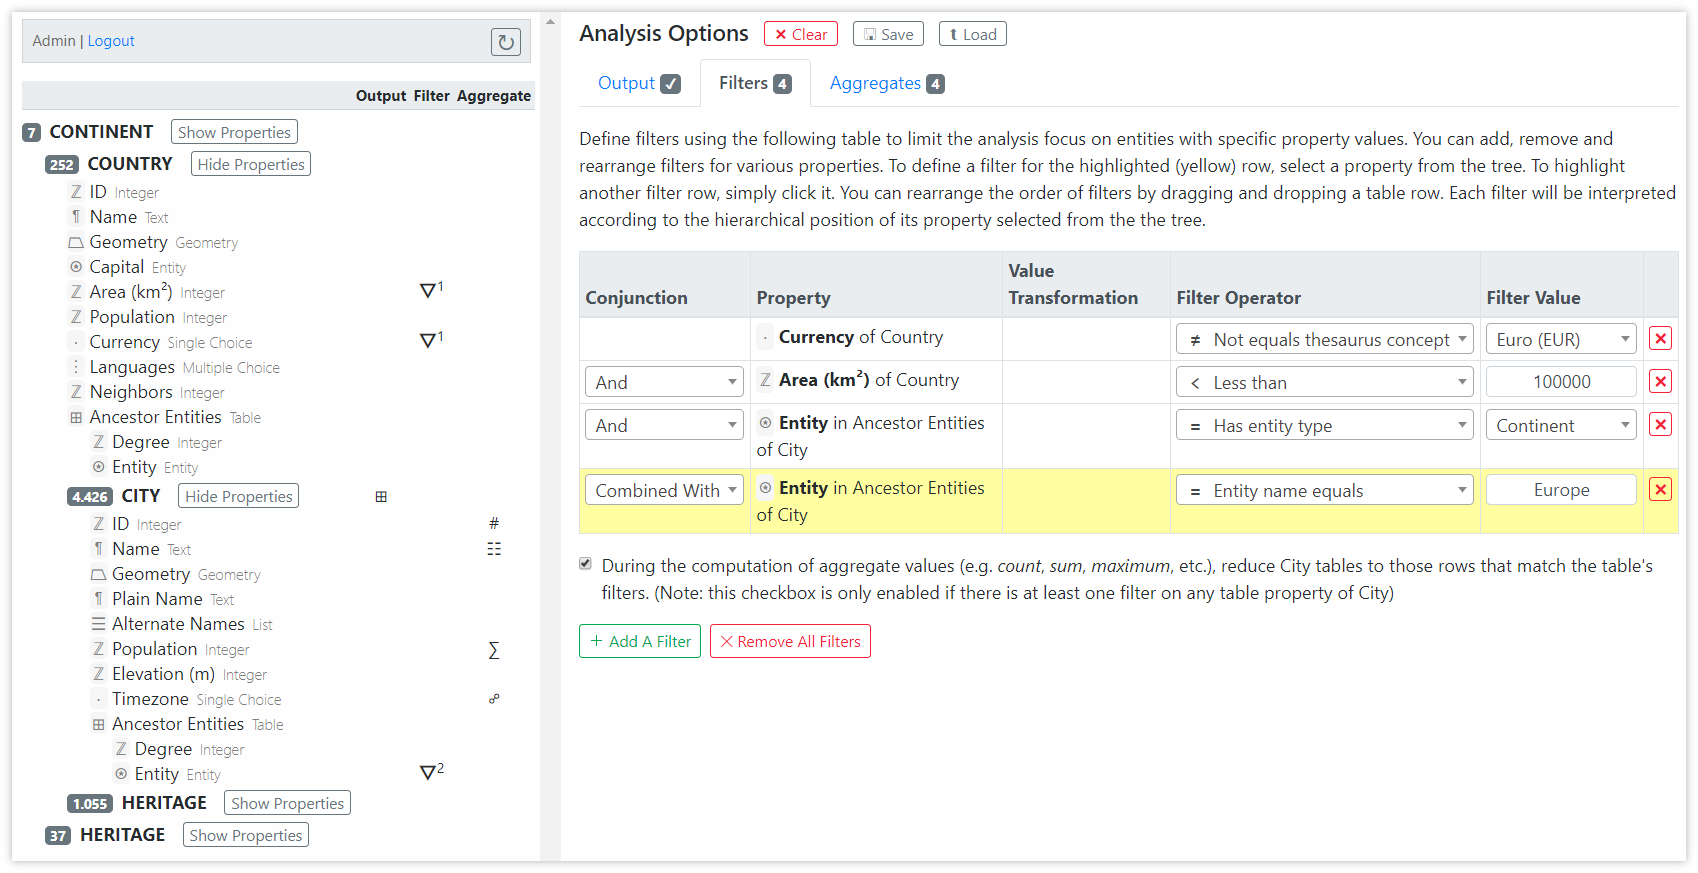 Admin | Logout
Output Filter Aggregate
7 CONTINENT Show Properties
252 COUNTRY Hide Properties
ℤ ID Integer
¶ Name Text
Geometry Geometry
Capital Entity
ℤ Area (km²) Integer ▽1
ℤ Population Integer
· Currency Single Choice ▽1
⋮ Languages Multiple Choice
ℤ Neighbors Integer
⊞ Ancestor Entities Table
ℤ Degree Integer
Entity Entity
4.426 CITY Hide Properties ⊞
ℤ ID Integer #
¶ Name Text
Geometry Geometry
¶ Plain Name Text
Alternate Names List
ℤ Population Integer ∑
ℤ Elevation (m) Integer
· Timezone Single Choice
⊞ Ancestor Entities Table
ℤ Degree Integer
Entity Entity ▽2
1.055 HERITAGE Show Properties
37 HERITAGE Show Properties
Analysis Options × Clear Save Load
Output ✓ Filters 4 Aggregates 4
Define filters using the following table to limit the analysis focus on entities with specific property values. You can add, remove and
rearrange filters for various properties. To define a filter for the highlighted (yellow) row, select a property from the tree. To highlight
another filter row, simply click it. You can rearrange the order of filters by dragging and dropping a table row. Each filter will be interpreted
according to the hierarchical position of its property selected from the the tree.
Conjunction Property Value Transformation Filter Operator Filter Value
· Currency of Country ≠ Not equals thesaurus concept Euro (EUR) ×
And ℤ Area (km²) of Country < Less than 100000 ×
And Entity in Ancestor Entities = Has entity type Continent ×
of City
Combined With Entity in Ancestor Entities = Entity name equals Europe ×
of City
During the computation of aggregate values (e.g. count, sum, maximum, etc.), reduce City tables to those rows that match the table's
filters. (Note: this checkbox is only enabled if there is at least one filter on any table property of City)
+ Add A Filter × Remove All Filters